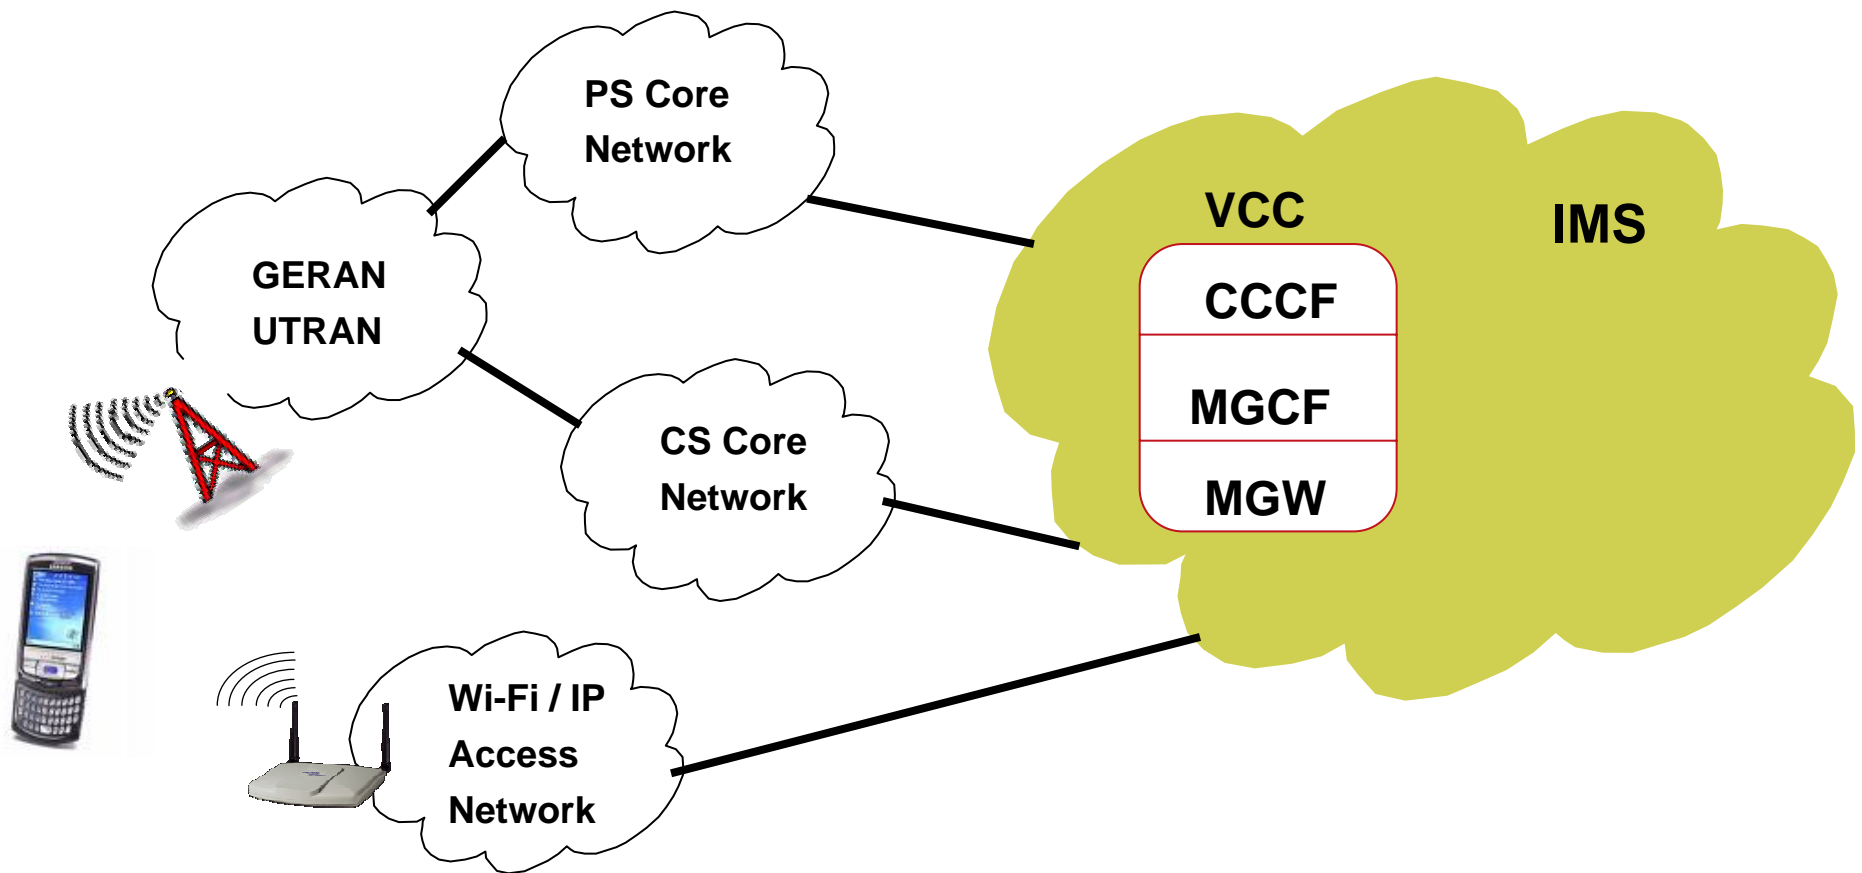 PS Core
Network
GERAN
UTRAN
VCC
IMS
CCCF
MGCF
MGW
CS Core
Network
Wi-Fi / IP
Access
Network